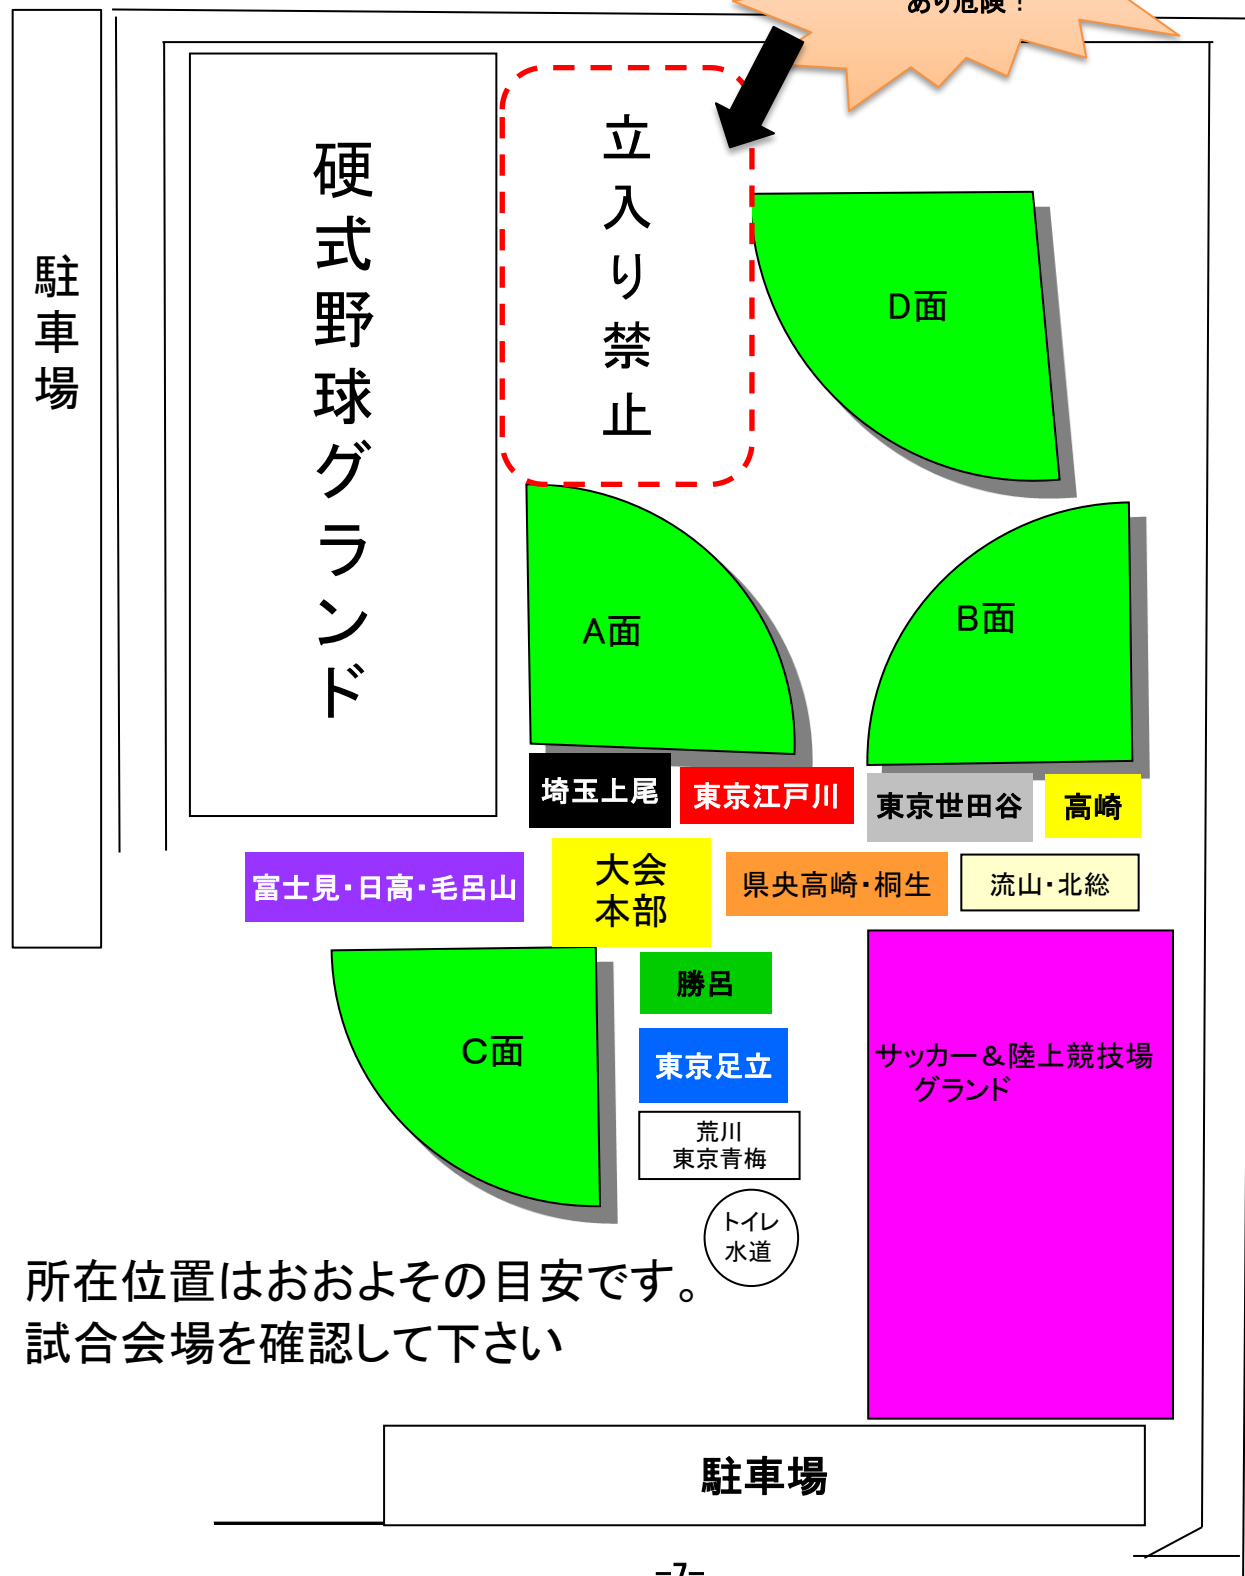 あり危険！
駐車場
硬式野球グランド
立入り禁止
D面
A面
B面
埼玉上尾
東京江戸川
東京世田谷
高崎
富士見・日高・毛呂山
大会
本部
県央高崎・桐生
流山・北総
勝呂
C面
東京足立
サッカー＆陸上競技場
グランド
荒川
東京青梅
トイレ
水道
所在位置はおおよその目安です。
試合会場を確認して下さい
駐車場
-7-